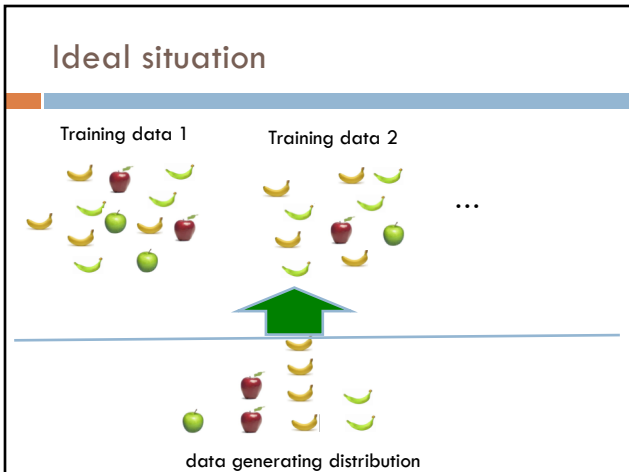 Ideal situation
Training data 1
Training data 2
...
data generating distribution